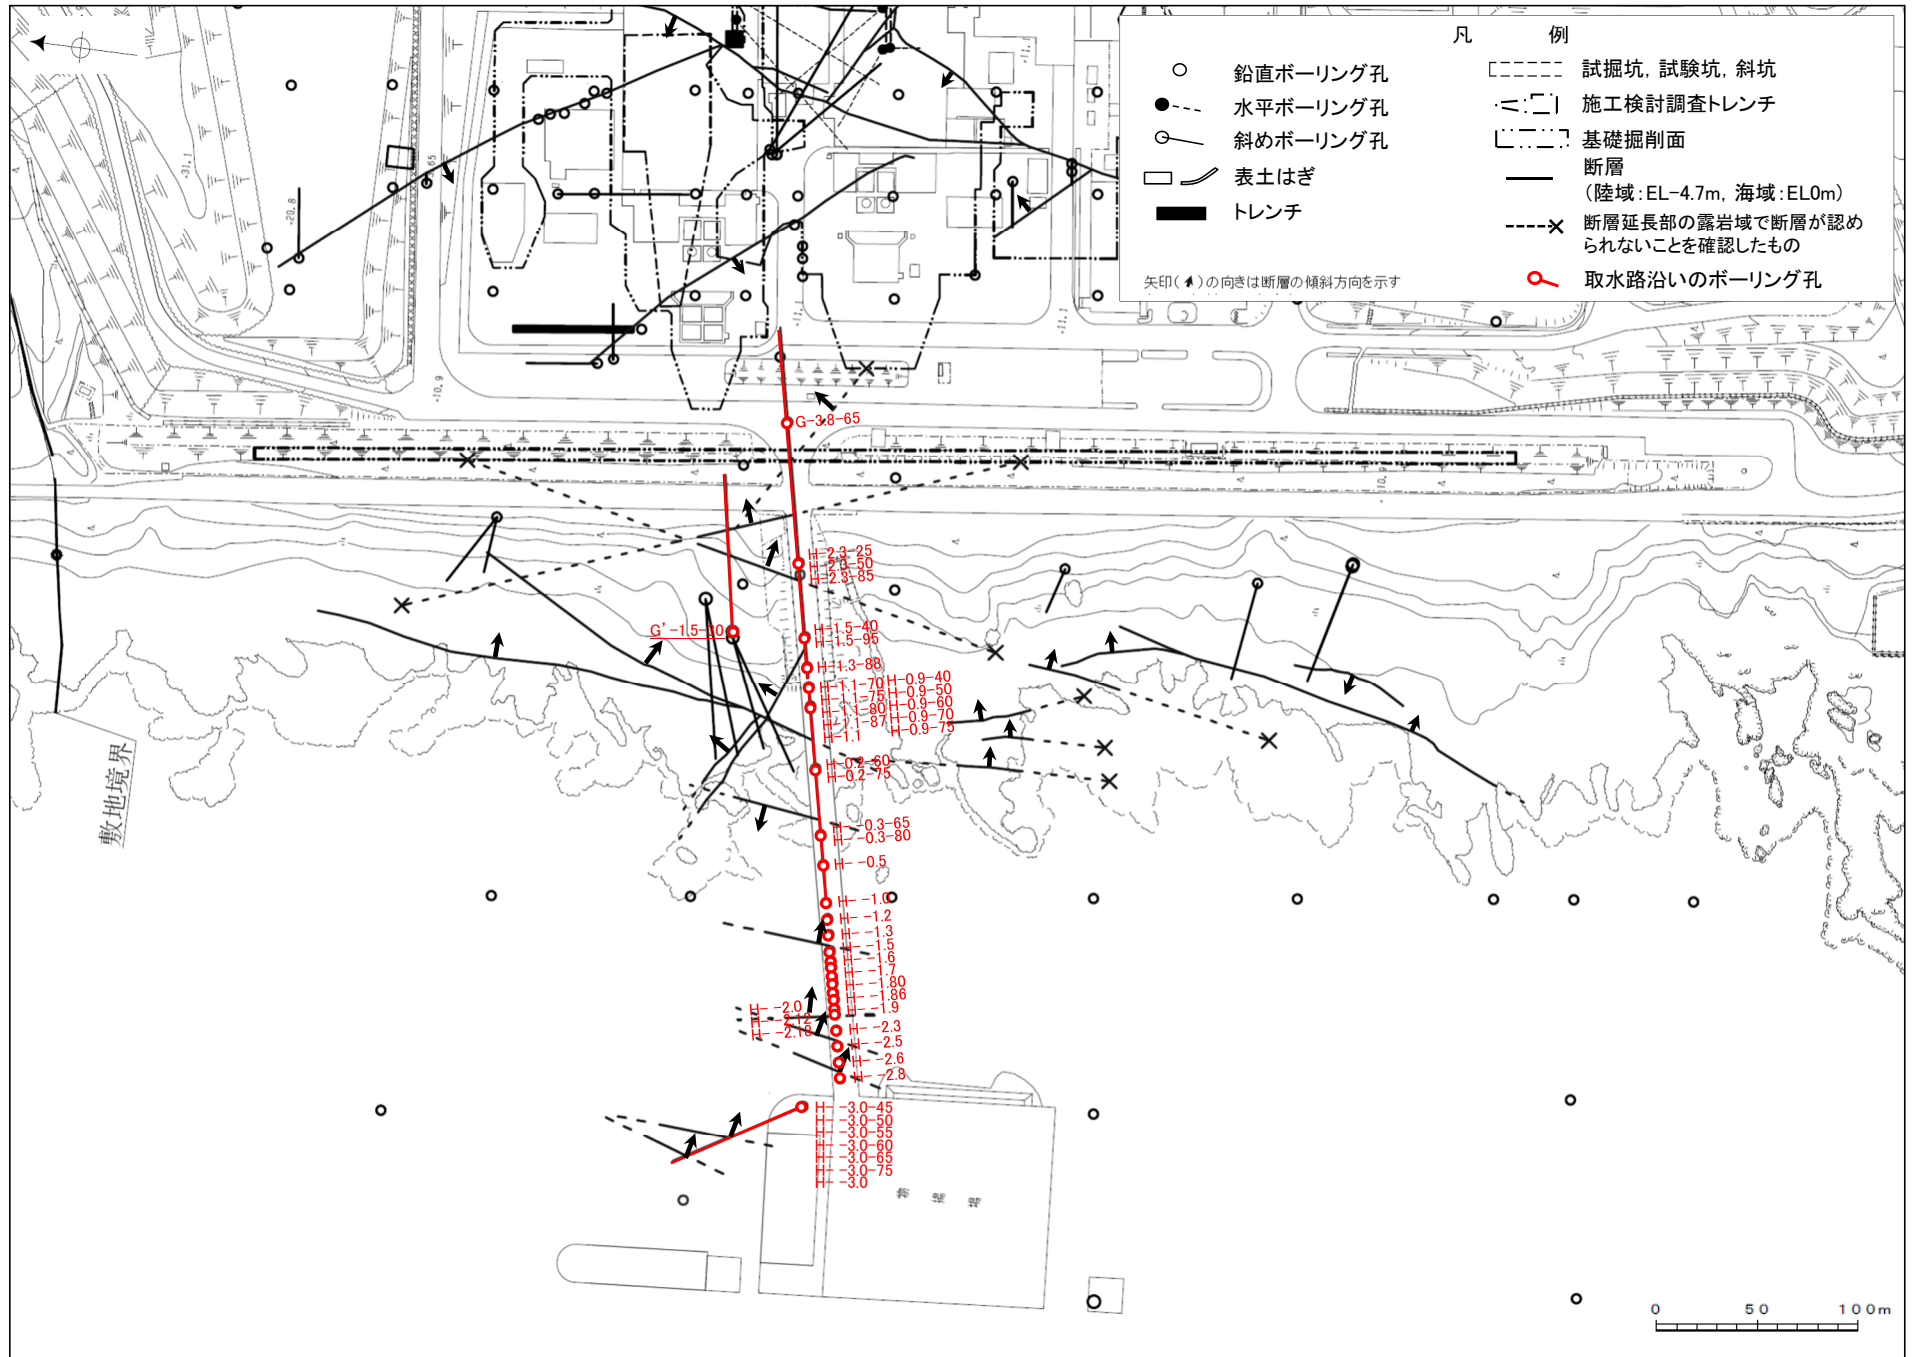 凡　例
鉛直ボーリング孔
水平ボーリング孔
斜めボーリング孔
表土はぎ
トレンチ
矢印( )の向きは断層の傾斜方向を示す
試掘坑, 試験坑, 斜坑
施工検討調査トレンチ
基礎掘削面
断層
（陸域：EL-4.7m, 海域：EL0m）
断層延長部の露岩域で断層が認め
られないことを確認したもの
取水路沿いのボーリング孔
G-3.8-65
H-2.3-25
H-2.3-50
H-2.3-85
G'-1.5-80
H-1.5-40
H-1.5-95
H-1.3-88
H-1.1-70
H-1.1-75
H-1.1-80
H-1.1-87
H-1.1
H-0.9-40
H-0.9-50
H-0.9-60
H-0.9-70
H-0.9-75
H-0.2-60
H-0.2-75
H- -0.3-65
H- -0.3-80
H- -0.5
H- -1.0
H- -1.2
H- -1.3
H- -1.5
H- -1.6
H- -1.7
H- -1.80
H- -1.86
H- -1.9
H- -2.0
H- -2.12
H- -2.18
H- -2.3
H- -2.5
H- -2.6
H- -2.8
H- -3.0-45
H- -3.0-50
H- -3.0-55
H- -3.0-60
H- -3.0-65
H- -3.0-75
H- -3.0
敷地境界
物揚場
0 50 100m